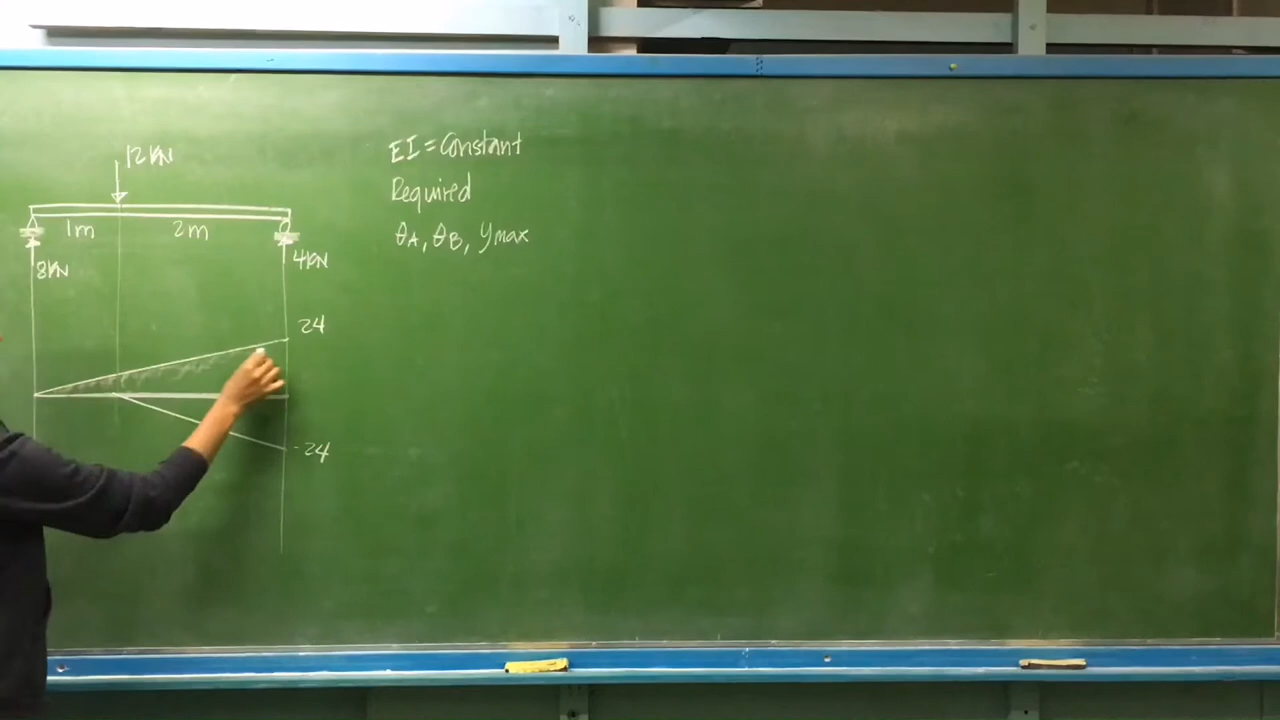 12KN
1m
2m
8KN
4KN
24
-24
EI = Constant
Required
θA, θB, ymax